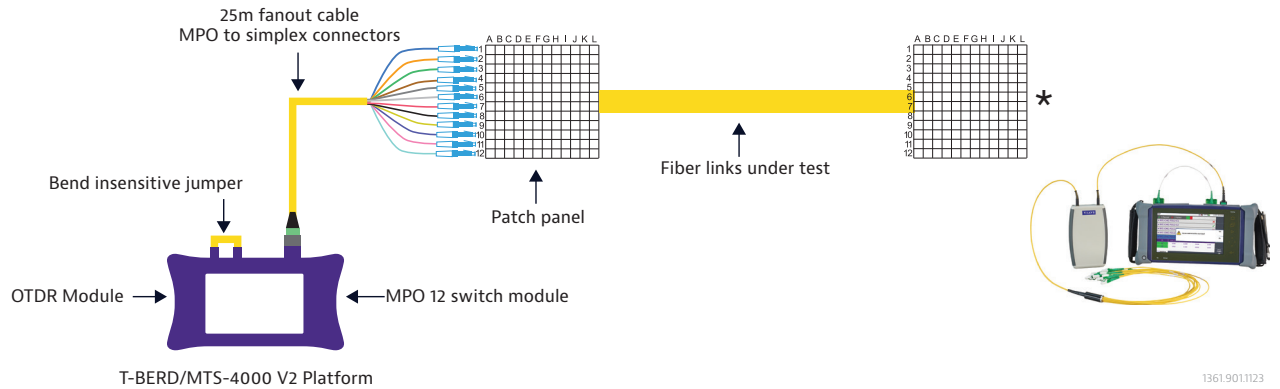 25m fanout cable
MPO to simplex connectors
A B C D E F G H I J K L
1
2
3
4
5
6
7
8
9
10
11
12
A B C D E F G H I J K L
1
2
3
4
5
6
7
8
9
10
11
12
*
Fiber links under test
Bend insensitive jumper
Patch panel
OTDR Module
MPO 12 switch module
T-BERD/MTS-4000 V2 Platform
1361.901.1123